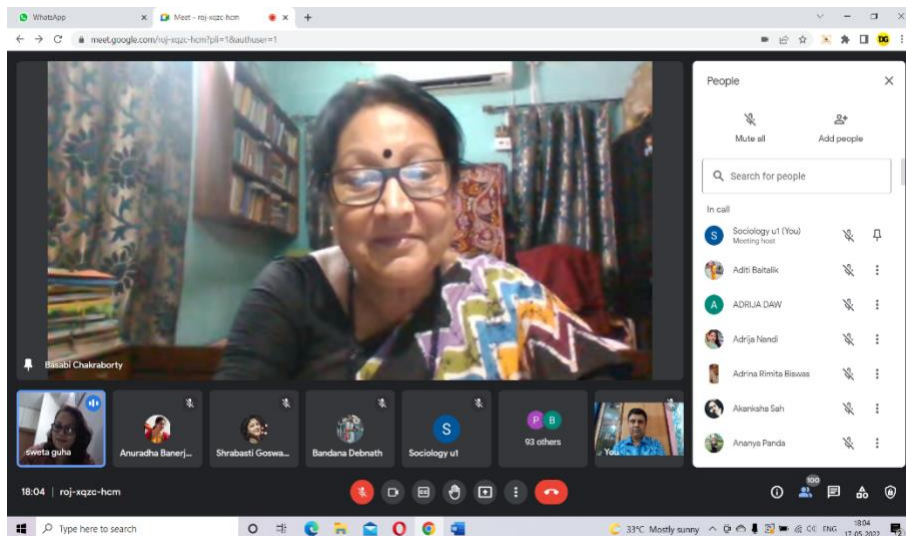 WhatsApp
Meet - roj-xqzc-hcm
meet.google.com/roj-xqzc-hcm?pli=1&authuser=1
DG
People
Mute all
Add people
Search for people
In call
S
Sociology u1 (You)
Meeting host
Aditi Baitalik
A
ADRIJA DAW
Adrija Nandi
Adrina Rimita Biswas
Akanksha Sah
Ananya Panda
Basabi Chakraborty
sweta guha
Anuradha Banerj...
Shrabasti Goswa...
Bandana Debnath
S
Sociology u1
P B
93 others
You
18:04 | roj-xqzc-hcm
100
Type here to search
33°C Mostly sunny
ENG
18:04
17-05-2022
2